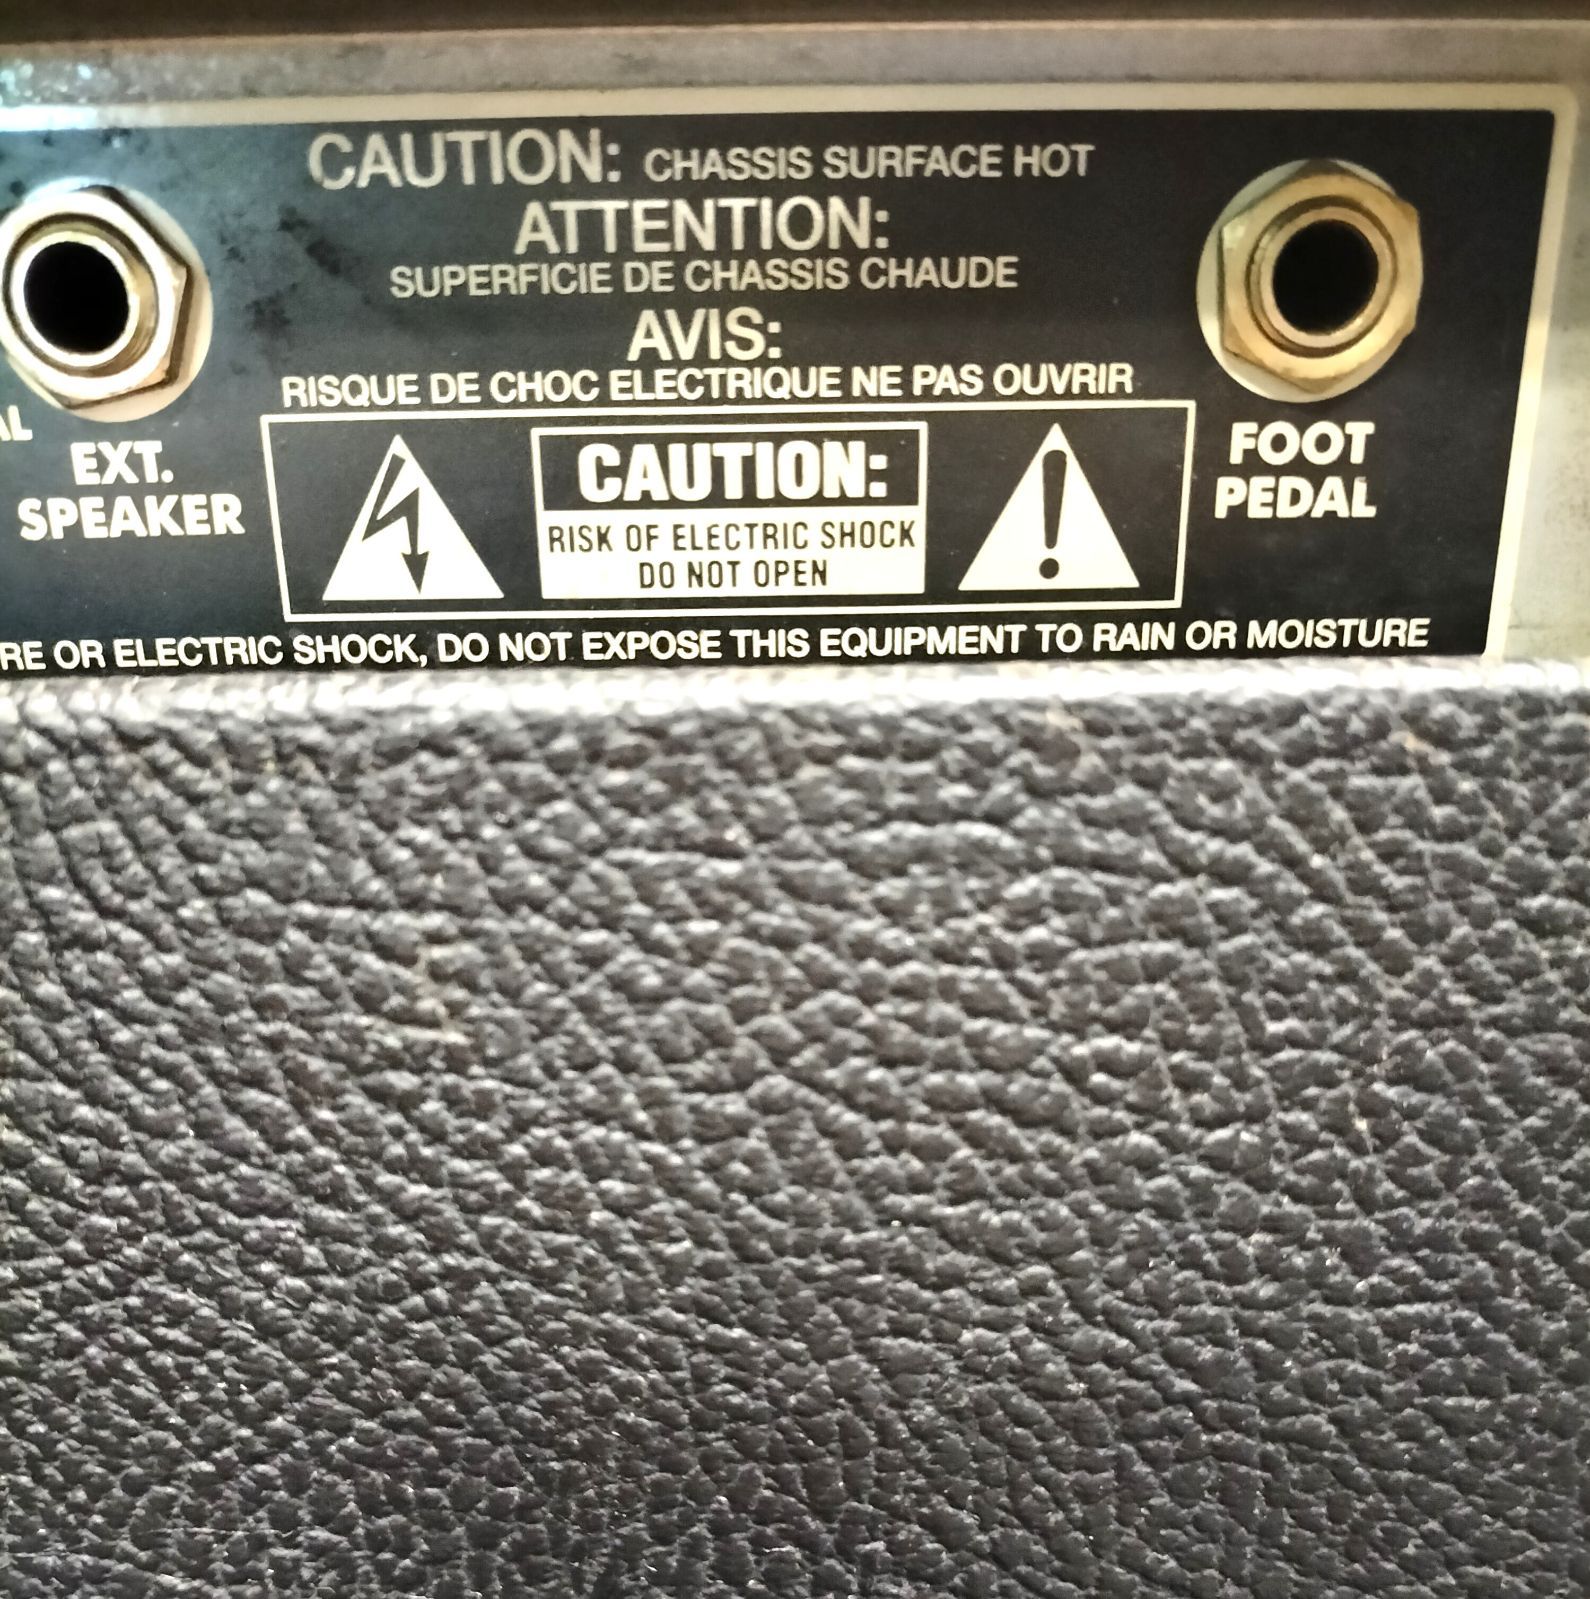 CAUTION: CHASSIS SURFACE HOT
ATTENTION:
SUPERFICIE DE CHASSIS CHAUDE
AVIS:
RISQUE DE CHOC ELECTRIQUE NE PAS OUVRIR
EXT.
SPEAKER
CAUTION:
RISK OF ELECTRIC SHOCK
DO NOT OPEN
FOOT
PEDAL
OR ELECTRIC SHOCK, DO NOT EXPOSE THIS EQUIPMENT TO RAIN OR MOISTURE